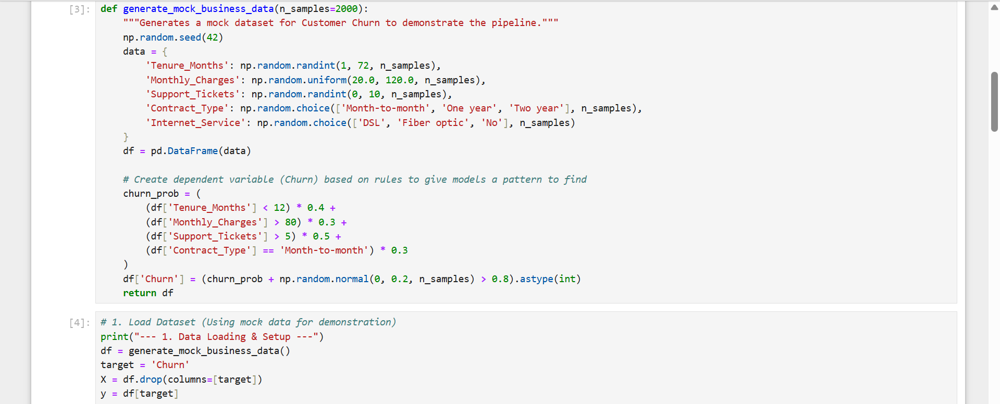 [3]: def generate_mock_business_data(n_samples=2000):
    """Generates a mock dataset for Customer Churn to demonstrate the pipeline."""
    np.random.seed(42)
    data = {
        'Tenure_Months': np.random.randint(1, 72, n_samples),
        'Monthly_Charges': np.random.uniform(20.0, 120.0, n_samples),
        'Support_Tickets': np.random.randint(0, 10, n_samples),
        'Contract_Type': np.random.choice(['Month-to-month', 'One year', 'Two year'], n_samples),
        'Internet_Service': np.random.choice(['DSL', 'Fiber optic', 'No'], n_samples)
    }
    df = pd.DataFrame(data)

    # Create dependent variable (Churn) based on rules to give models a pattern to find
    churn_prob = (
        (df['Tenure_Months'] < 12) * 0.4 +
        (df['Monthly_Charges'] > 80) * 0.3 +
        (df['Support_Tickets'] > 5) * 0.5 +
        (df['Contract_Type'] == 'Month-to-month') * 0.3
    )
    df['Churn'] = (churn_prob + np.random.normal(0, 0.2, n_samples) > 0.8).astype(int)
    return df

[4]: # 1. Load Dataset (Using mock data for demonstration)
print("--- 1. Data Loading & Setup ---")
df = generate_mock_business_data()
target = 'Churn'
X = df.drop(columns=[target])
y = df[target]